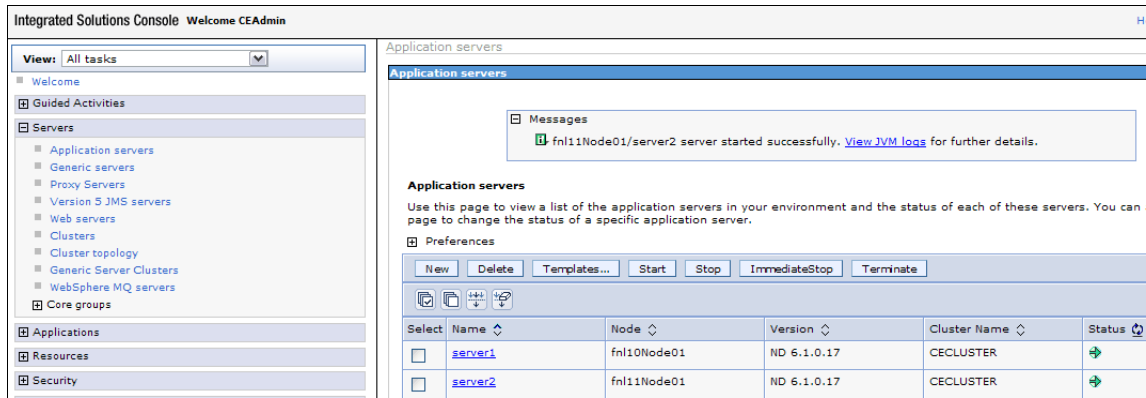 Integrated Solutions Console Welcome CEAdmin
View: All tasks
Welcome
Guided Activities
Servers
Application servers
Generic servers
Proxy Servers
Version 5 JMS servers
Web servers
Clusters
Cluster topology
Generic Server Clusters
WebSphere MQ servers
Core groups
Applications
Resources
Security
Application servers
Application servers
Messages
fnl11Node01/server2 server started successfully. View JVM logs for further details.
Application servers
Use this page to view a list of the application servers in your environment and the status of each of these servers. You can
page to change the status of a specific application server.
Preferences
New Delete Templates... Start Stop ImmediateStop Terminate
Select Name Node Version Cluster Name Status
server1 fnl10Node01 ND 6.1.0.17 CECLUSTER
server2 fnl11Node01 ND 6.1.0.17 CECLUSTER